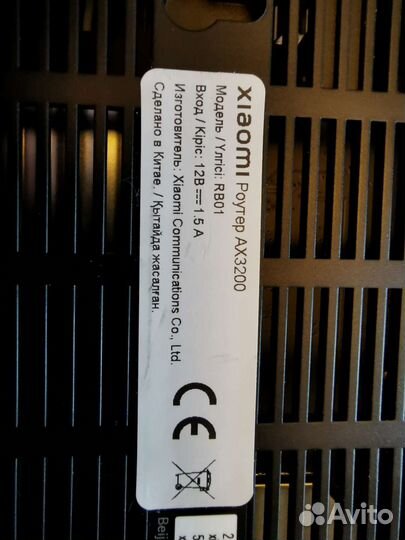 xiaomi Роутер AX3200
Модель / Үлгісі: RB01
Вход / Кіріс: 12В 1.5 А
Изготовитель: Xiaomi Communications Co., Ltd.
Сделано в Китае. / Қытайда жасалған.
CE
Beij
Avito